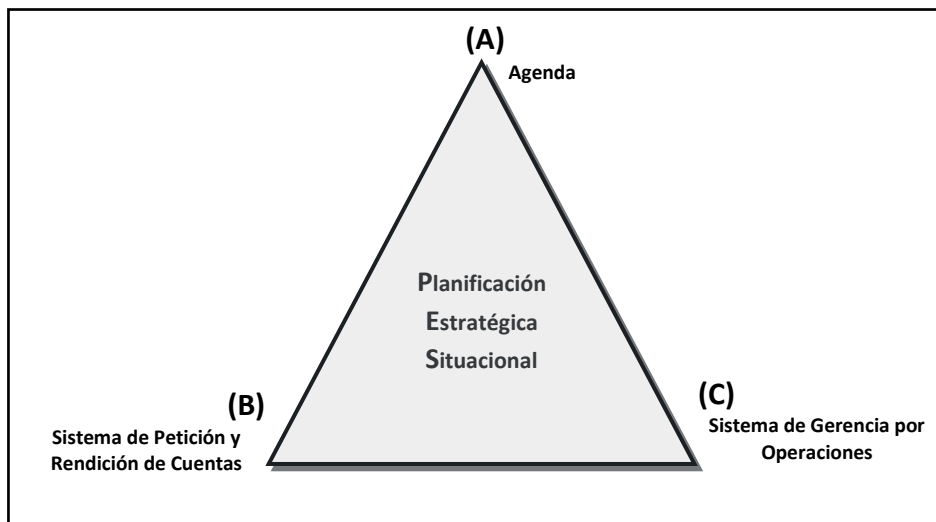 (A)
Agenda
Planificación
Estratégica
Situacional
(B)
Sistema de Petición y
Rendición de Cuentas
(C)
Sistema de Gerencia por
Operaciones